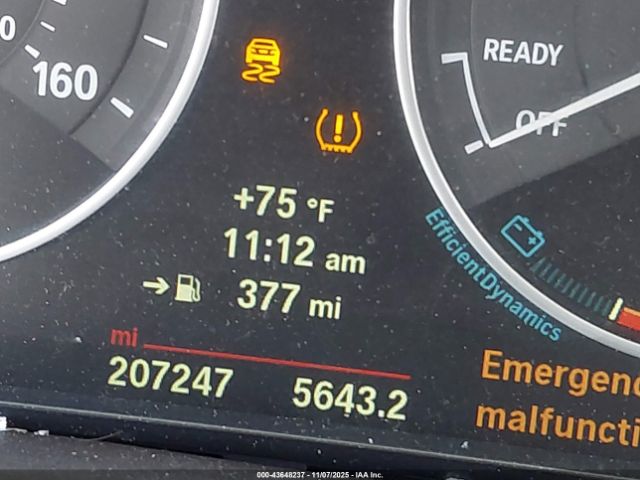 0
160
READY
OFF
+75 °F
11:12 am
377 mi
EfficientDynamics
mi
207247 5643.2
Emergenc
malfuncti
000-43648237 - 11/07/2025 - IAA Inc.